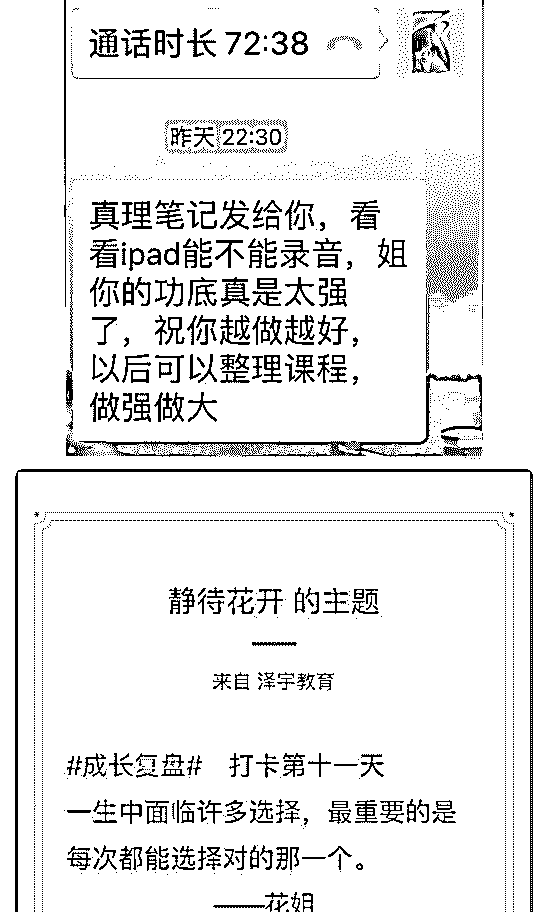 通话时长 72:38
昨天 22:30
真理笔记发给你，看
看ipad能不能录音，姐
你的功底真是太强
了，祝你越做越好，
以后可以整理课程，
做强做大
静待花开 的主题
来自 泽宇教育
#成长复盘#　打卡第十一天
一生中面临许多选择，最重要的是
每次都能选择对的那一个。
——花姐